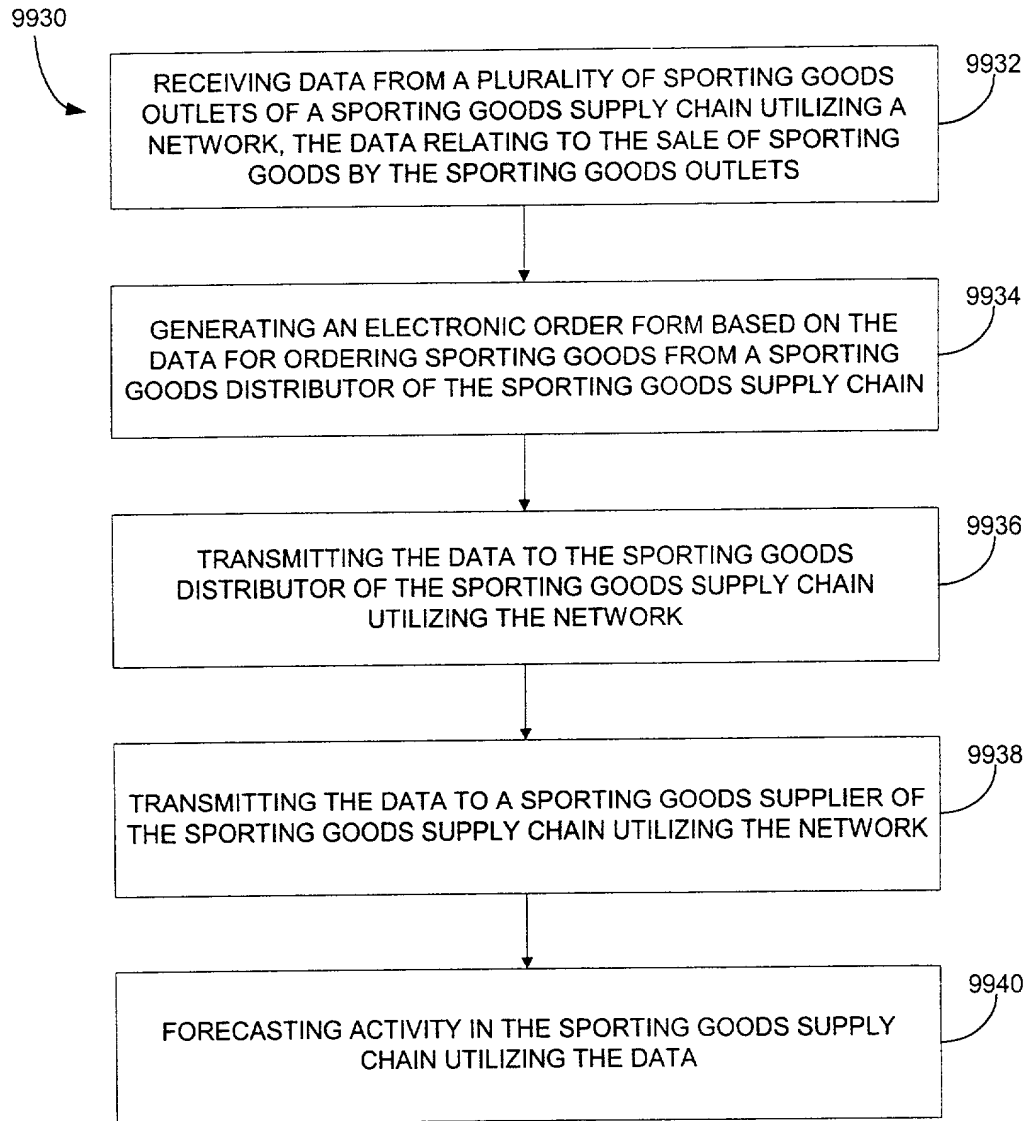 9930
9932
RECEIVING DATA FROM A PLURALITY OF SPORTING GOODS
OUTLETS OF A SPORTING GOODS SUPPLY CHAIN UTILIZING A
NETWORK, THE DATA RELATING TO THE SALE OF SPORTING
GOODS BY THE SPORTING GOODS OUTLETS
9934
GENERATING AN ELECTRONIC ORDER FORM BASED ON THE
DATA FOR ORDERING SPORTING GOODS FROM A SPORTING
GOODS DISTRIBUTOR OF THE SPORTING GOODS SUPPLY CHAIN
9936
TRANSMITTING THE DATA TO THE SPORTING GOODS
DISTRIBUTOR OF THE SPORTING GOODS SUPPLY CHAIN
UTILIZING THE NETWORK
9938
TRANSMITTING THE DATA TO A SPORTING GOODS SUPPLIER OF
THE SPORTING GOODS SUPPLY CHAIN UTILIZING THE NETWORK
9940
FORECASTING ACTIVITY IN THE SPORTING GOODS SUPPLY
CHAIN UTILIZING THE DATA